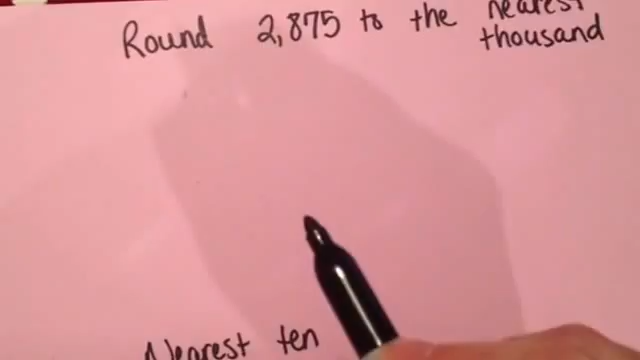 Round 2,875 to the nearest
thousand
Nearest ten